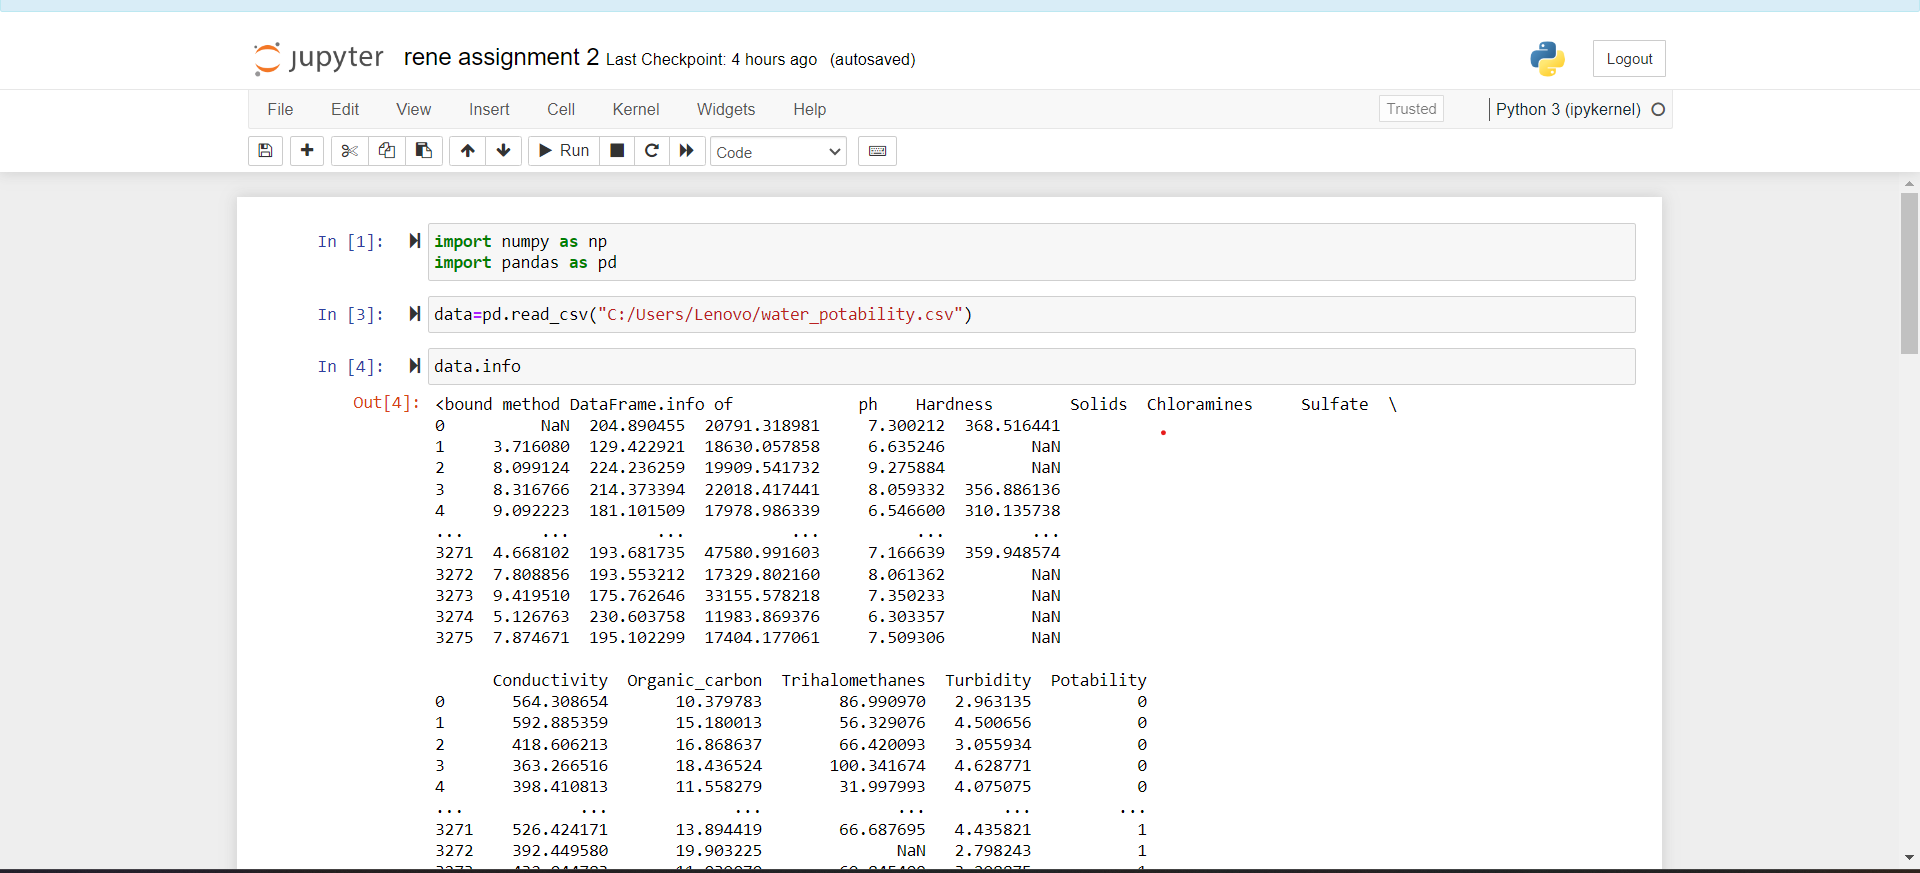 jupyter rene assignment 2 Last Checkpoint: 4 hours ago (autosaved) Logout
File Edit View Insert Cell Kernel Widgets Help Trusted Python 3 (ipykernel)
Run Code
In [1]: import numpy as np
import pandas as pd
In [3]: data=pd.read_csv("C:/Users/Lenovo/water_potability.csv")
In [4]: data.info
Out[4]: <bound method DataFrame.info of ph Hardness Solids Chloramines Sulfate \
0 NaN 204.890455 20791.318981 7.300212 368.516441
1 3.716080 129.422921 18630.057858 6.635246 NaN
2 8.099124 224.236259 19909.541732 9.275884 NaN
3 8.316766 214.373394 22018.417441 8.059332 356.886136
4 9.092223 181.101509 17978.986339 6.546600 310.135738
... ... ... ... ... ...
3271 4.668102 193.681735 47580.991603 7.166639 359.948574
3272 7.808856 193.553212 17329.802160 8.061362 NaN
3273 9.419510 175.762646 33155.578218 7.350233 NaN
3274 5.126763 230.603758 11983.869376 6.303357 NaN
3275 7.874671 195.102299 17404.177061 7.509306 NaN
Conductivity Organic_carbon Trihalomethanes Turbidity Potability
0 564.308654 10.379783 86.990970 2.963135 0
1 592.885359 15.180013 56.329076 4.500656 0
2 418.606213 16.868637 66.420093 3.055934 0
3 363.266516 18.436524 100.341674 4.628771 0
4 398.410813 11.558279 31.997993 4.075075 0
... ... ... ... ... ...
3271 526.424171 13.894419 66.687695 4.435821 1
3272 392.449580 19.903225 NaN 2.798243 1